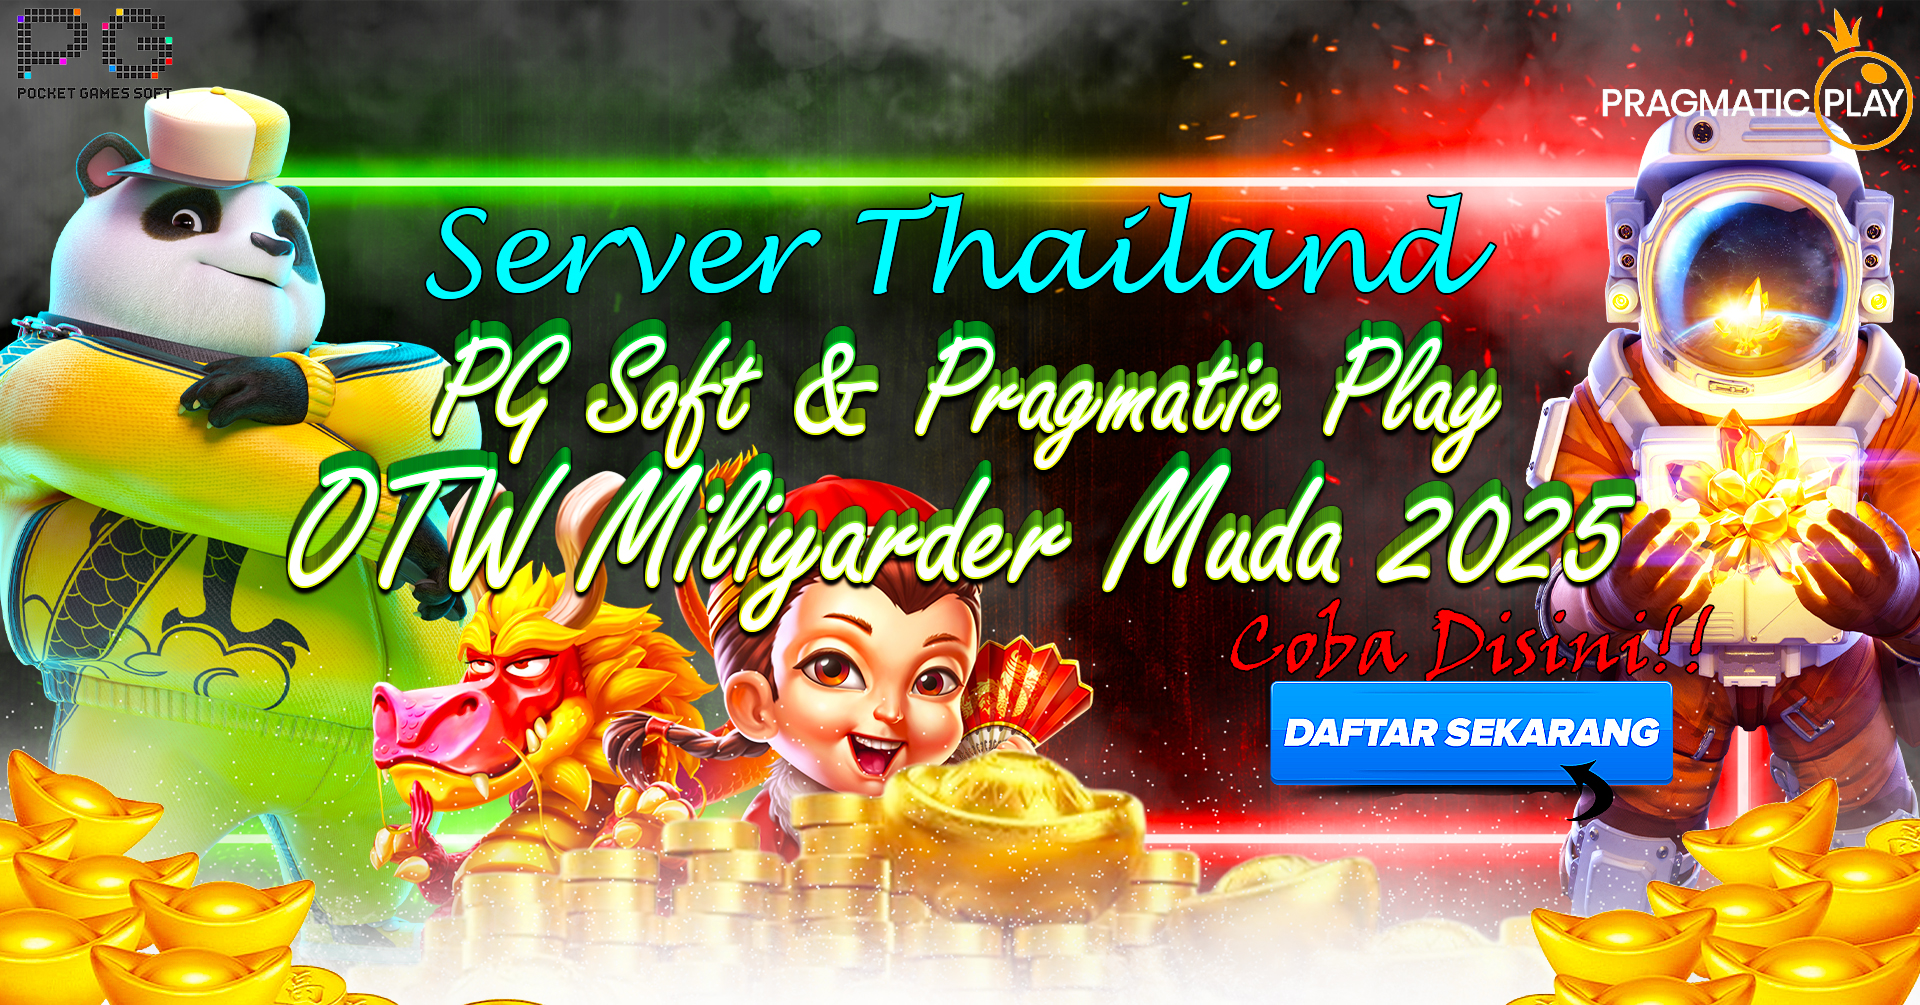 POCKET GAMES SOFT
PRAGMATIC PLAY
Server Thailand
PG Soft & Pragmatic Play
OTW Miliyarder Muda 2025
Coba Disini!!
DAFTAR SEKARANG